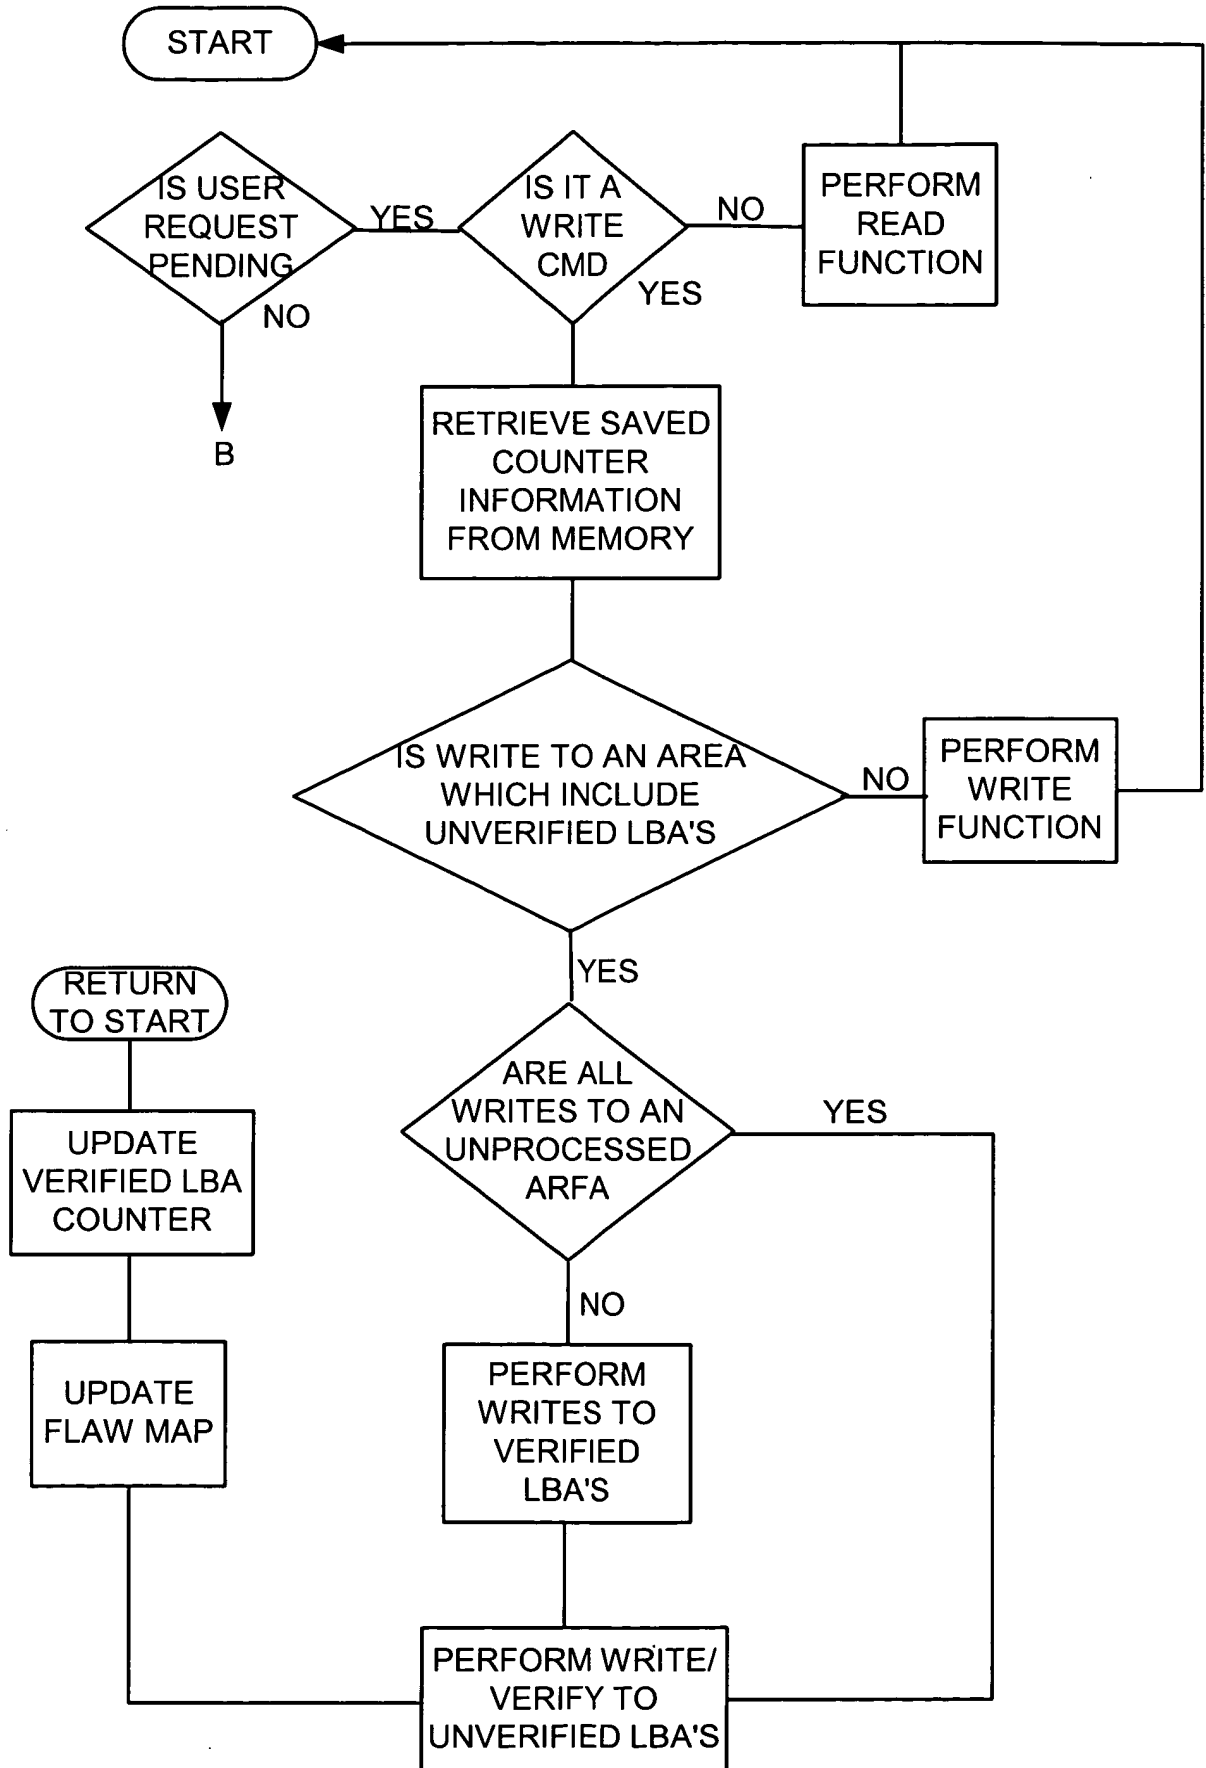 START
IS USER
REQUEST
PENDING
YES
NO
B
IS IT A
WRITE
CMD
NO
YES
PERFORM
READ
FUNCTION
RETRIEVE SAVED
COUNTER
INFORMATION
FROM MEMORY
IS WRITE TO AN AREA
WHICH INCLUDE
UNVERIFIED LBA'S
NO
PERFORM
WRITE
FUNCTION
YES
ARE ALL
WRITES TO AN
UNPROCESSED
ARFA
YES
NO
PERFORM
WRITES TO
VERIFIED
LBA'S
PERFORM WRITE/
VERIFY TO
UNVERIFIED LBA'S
UPDATE
FLAW MAP
UPDATE
VERIFIED LBA
COUNTER
RETURN
TO START